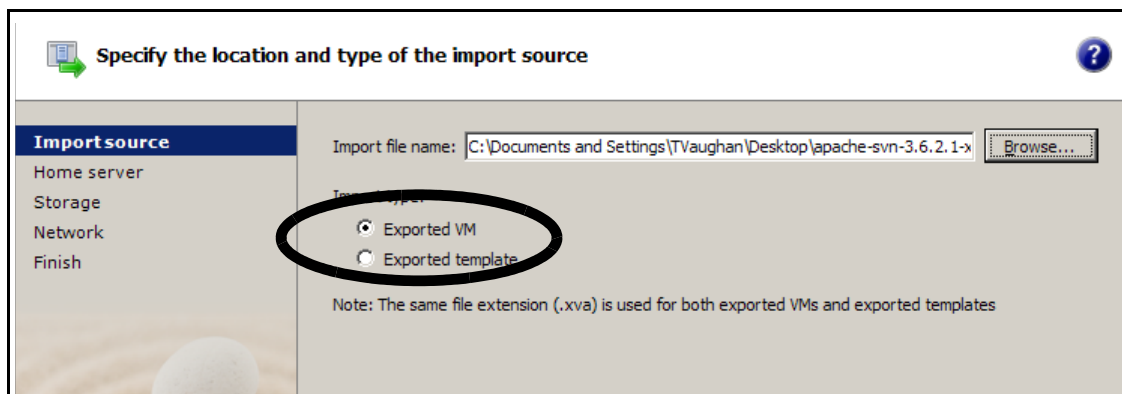 Specify the location and type of the import source
?
Import source
Home server
Storage
Network
Finish
Import file name: C:\Documents and Settings\TVaughan\Desktop\apache-svn-3.6.2.1-x Browse...
Import type:
Exported VM
Exported template
Note: The same file extension (.xva) is used for both exported VMs and exported templates